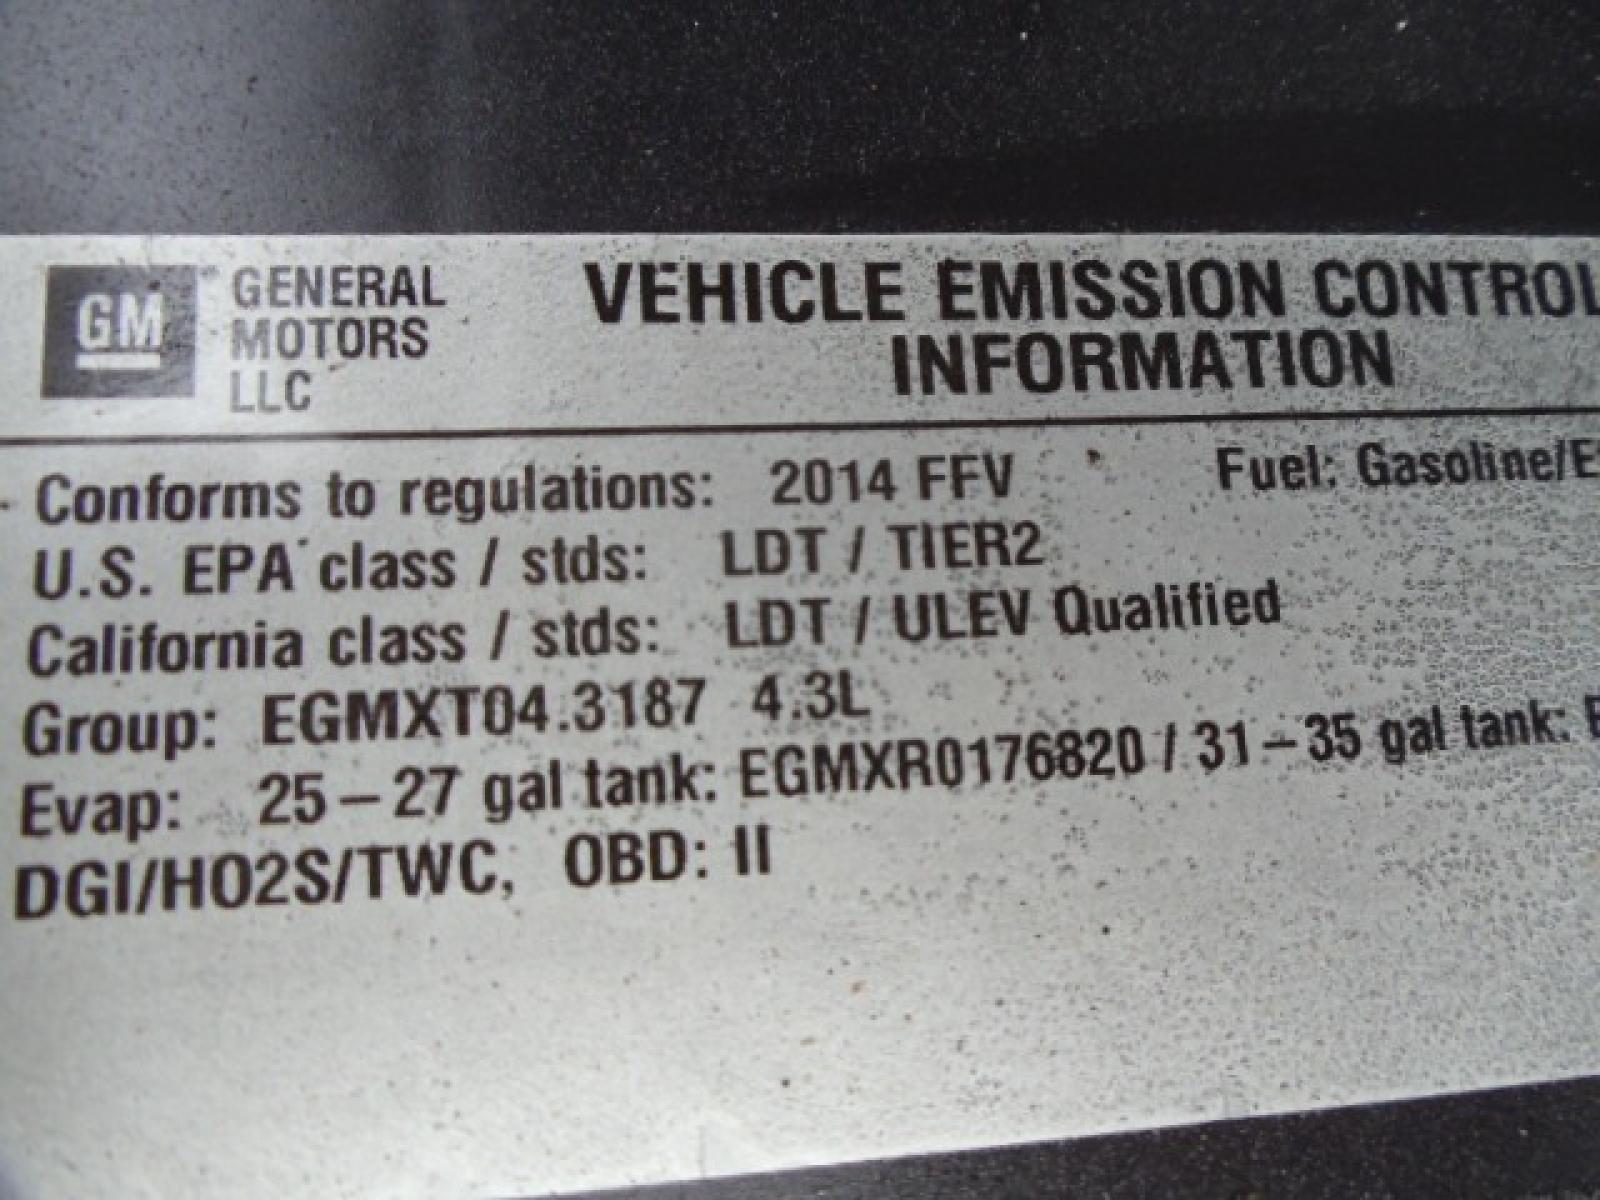 GM GENERAL MOTORS LLC
VEHICLE EMISSION CONTROL
INFORMATION
Conforms to regulations: 2014 FFV Fuel: Gasoline/E
U.S. EPA class / stds: LDT / TIER2
California class / stds: LDT / ULEV Qualified
Group: EGMXT04.3187 4.3L
Evap: 25–27 gal tank: EGMXR0176820 / 31–35 gal tank: E
DGI/HO2S/TWC, OBD: II